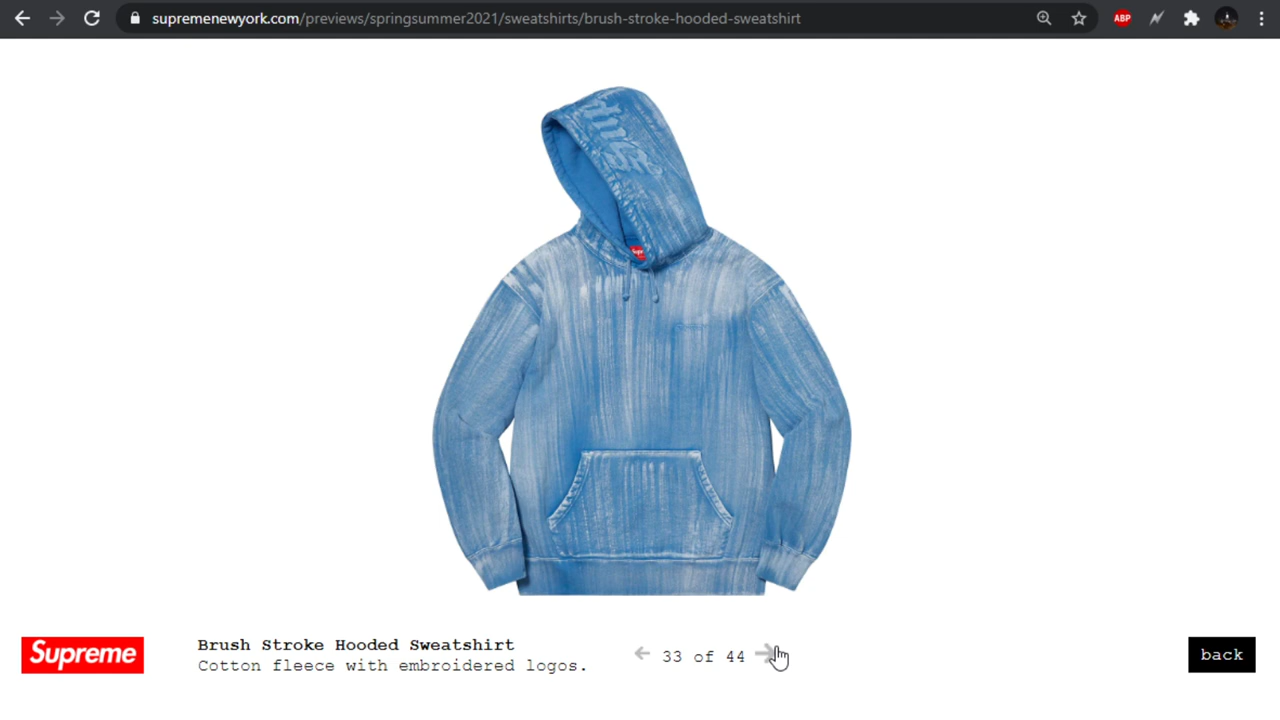 supremenewyork.com/previews/springsummer2021/sweatshirts/brush-stroke-hooded-sweatshirt
ABP
Supreme
Brush Stroke Hooded Sweatshirt
Cotton fleece with embroidered logos.
33 of 44
back